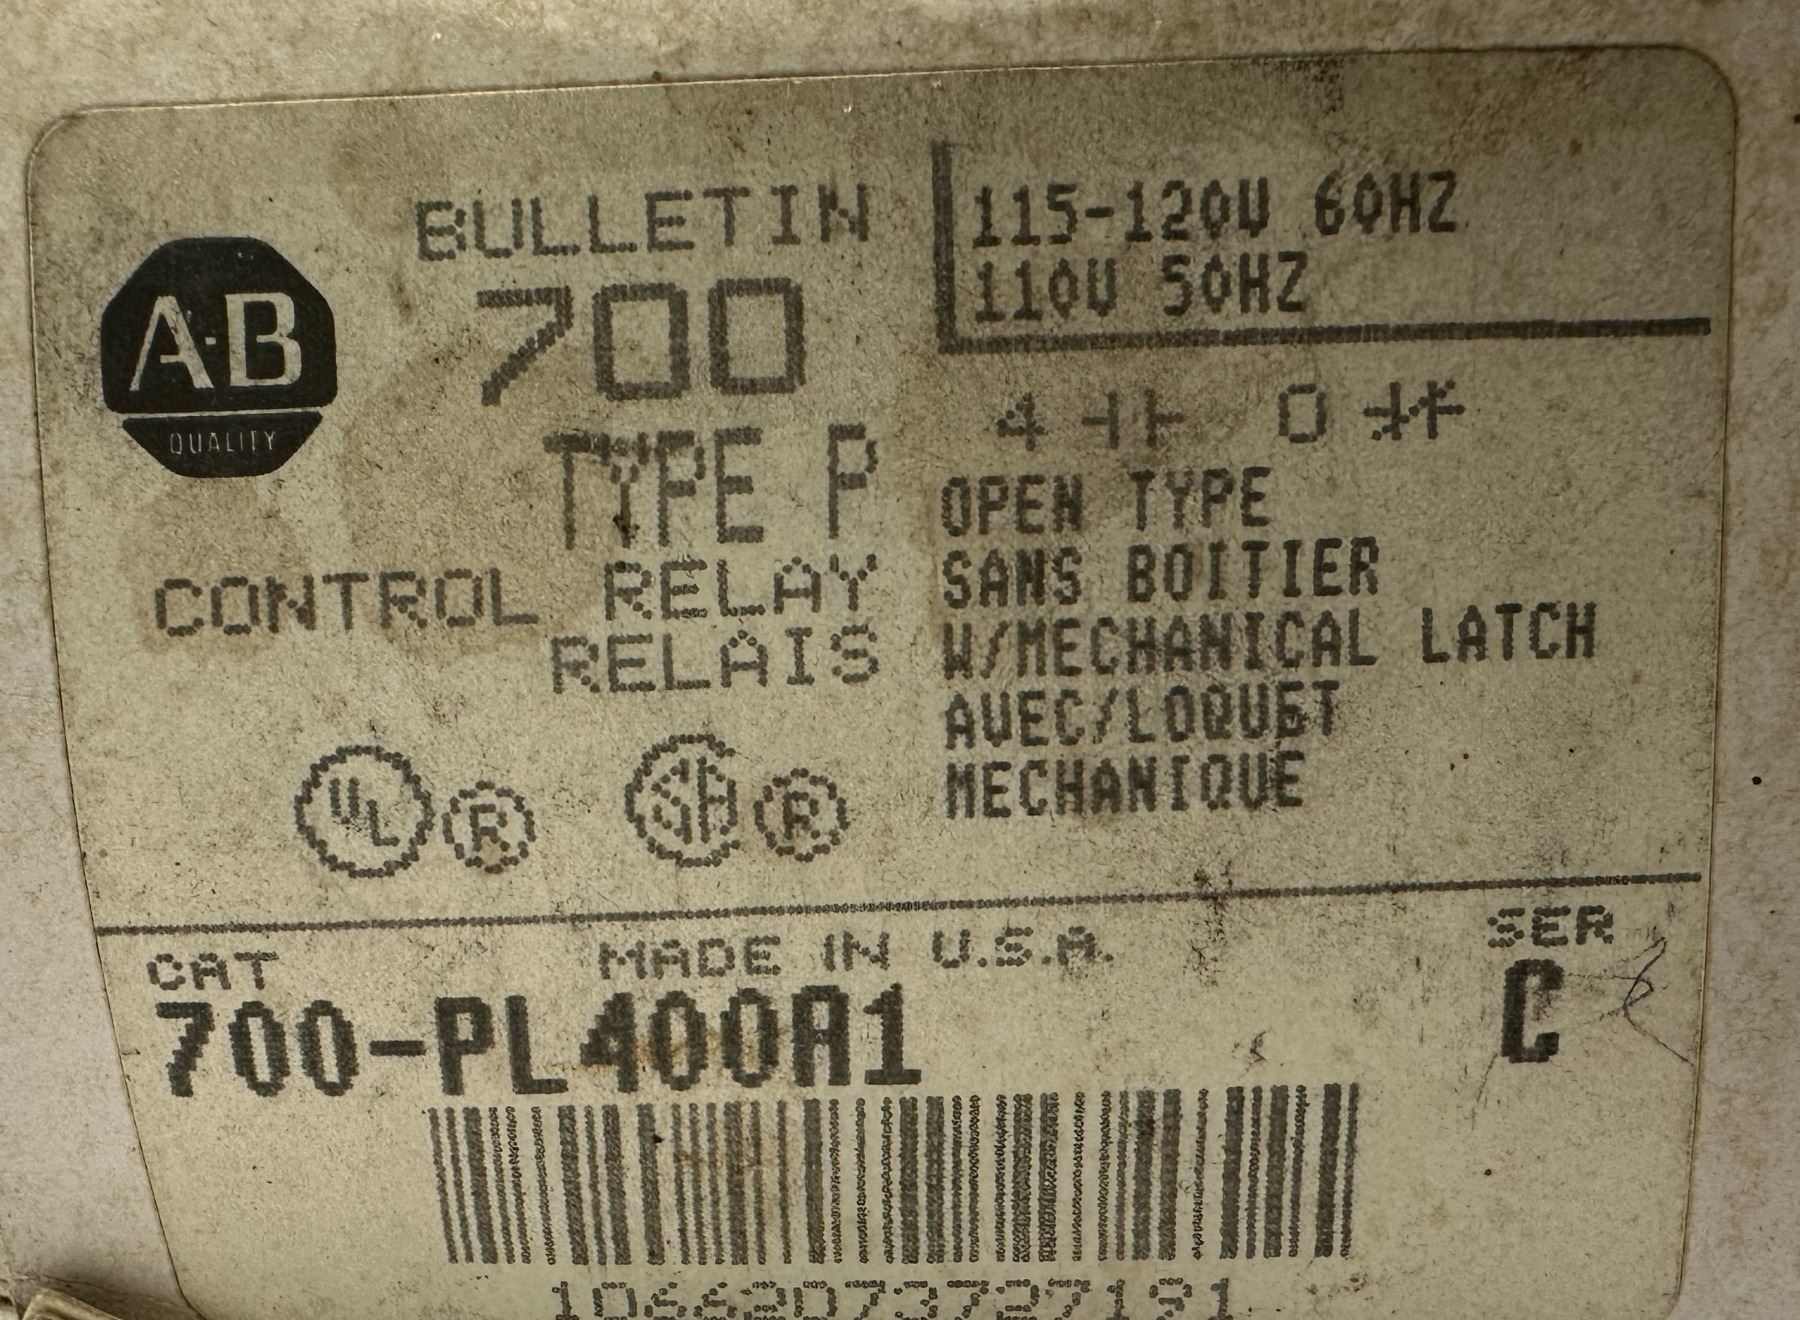 A-B
QUALITY
BULLETIN
700
TYPE P
CONTROL RELAY
RELAIS
UL R SA R
115-120V 60HZ
110V 50HZ
4 ⊣⊢ 0
OPEN TYPE
SANS BOITIER
W/MECHANICAL LATCH
AVEC/LOQUET
MECHANIQUE
CAT MADE IN U.S.A. SER
700-PL400A1 C